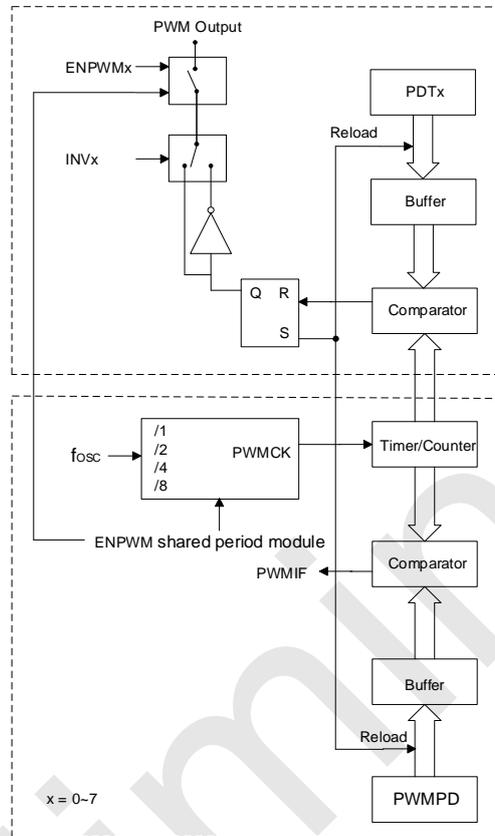 PWM Output
ENPWMx
PDTx
Reload
INVx
Buffer
Q R
S
Comparator
/1
/2
/4
/8
fOSC
PWMCK
Timer/Counter
ENPWM shared period module
Comparator
PWMIF
Buffer
Reload
x = 0~7
PWMPD